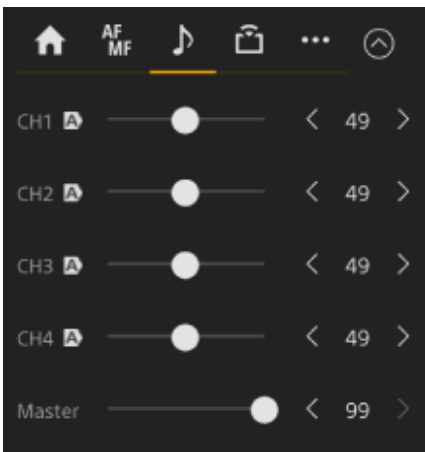 AF
MF
CH1 A 49
CH2 A 49
CH3 A 49
CH4 A 49
Master 99